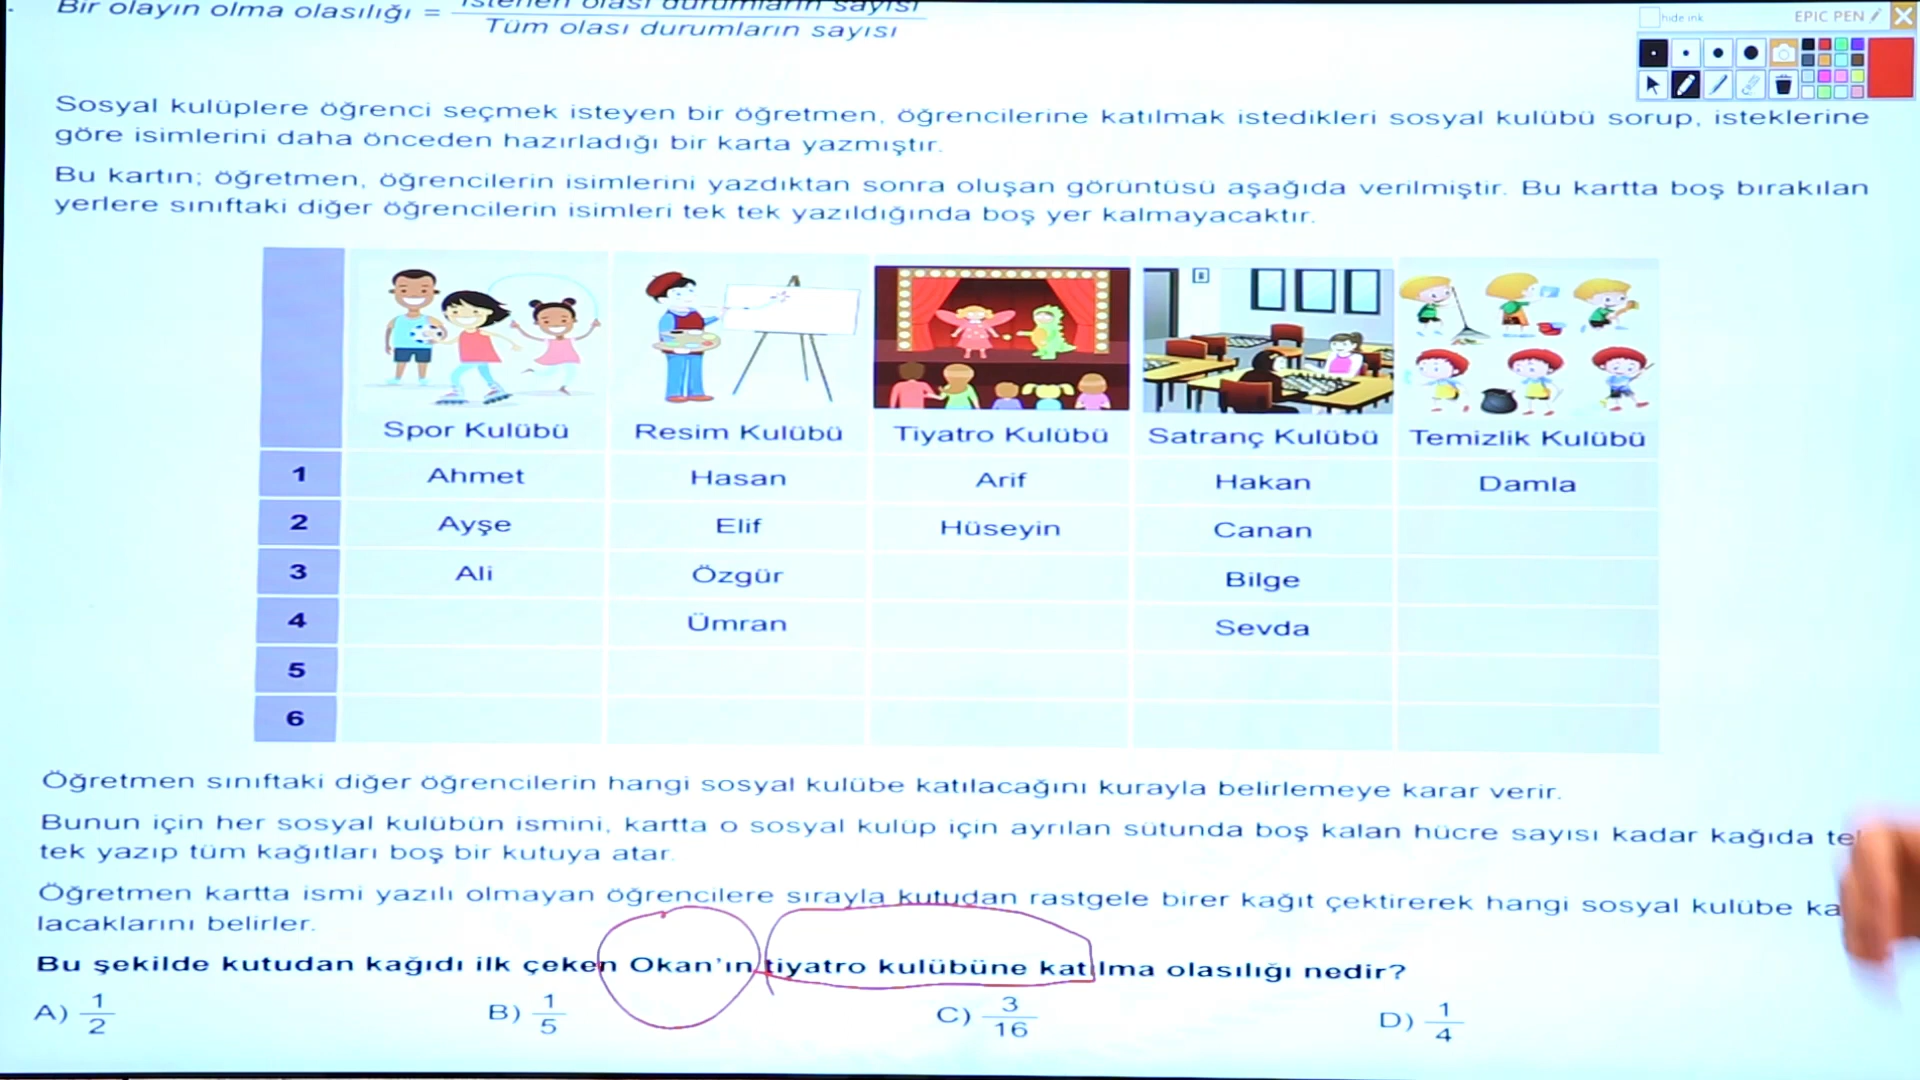 Bir olayın olma olasılığı = İstenen olası durumların sayısı
Tüm olası durumların sayısı
hide ink
EPIC PEN
Sosyal kulüplere öğrenci seçmek isteyen bir öğretmen, öğrencilerine katılmak istedikleri sosyal kulübü sorup, isteklerine
göre isimlerini daha önceden hazırladığı bir karta yazmıştır.
Bu kartın; öğretmen, öğrencilerin isimlerini yazdıktan sonra oluşan görüntüsü aşağıda verilmiştir. Bu kartta boş bırakılan
yerlere sınıftaki diğer öğrencilerin isimleri tek tek yazıldığında boş yer kalmayacaktır.
Spor Kulübü Resim Kulübü Tiyatro Kulübü Satranç Kulübü Temizlik Kulübü
1 Ahmet Hasan Arif Hakan Damla
2 Ayşe Elif Hüseyin Canan
3 Ali Özgür Bilge
4 Ümran Sevda
5
6
Öğretmen sınıftaki diğer öğrencilerin hangi sosyal kulübe katılacağını kurayla belirlemeye karar verir.
Bunun için her sosyal kulübün ismini, kartta o sosyal kulüp için ayrılan sütunda boş kalan hücre sayısı kadar kağıda te
tek yazıp tüm kağıtları boş bir kutuya atar.
Öğretmen kartta ismi yazılı olmayan öğrencilere sırayla kutudan rastgele birer kağıt çektirerek hangi sosyal kulübe ka
lacaklarını belirler.
Bu şekilde kutudan kağıdı ilk çeken Okan'ın tiyatro kulübüne katılma olasılığı nedir?
A) 1/2 B) 1/5 C) 3/16 D) 1/4